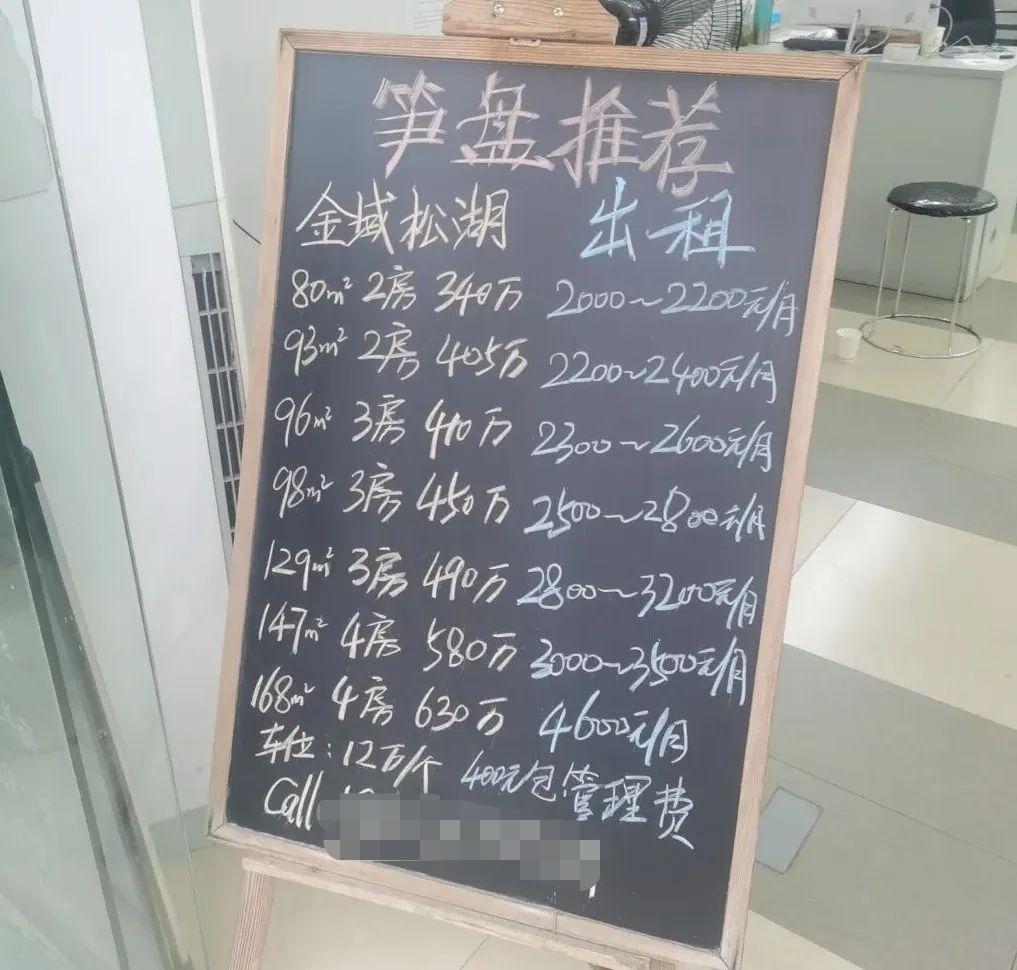 笋盘推荐
金域松湖 出租
80m² 2房 340万 2000～2200元/月
93m² 2房 405万 2200～2400元/月
96m² 3房 410万 2300～2600元/月
98m² 3房 450万 2500～2800元/月
129m² 3房 490万 2800～3200元/月
147m² 4房 580万 3000～3500元/月
168m² 4房 630万 4600元/月
车位：12万/个 400元包管理费
Call